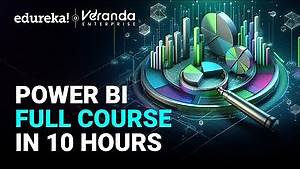 edureka! Veranda
ENTERPRISE
POWER BI
FULL COURSE
IN 10 HOURS